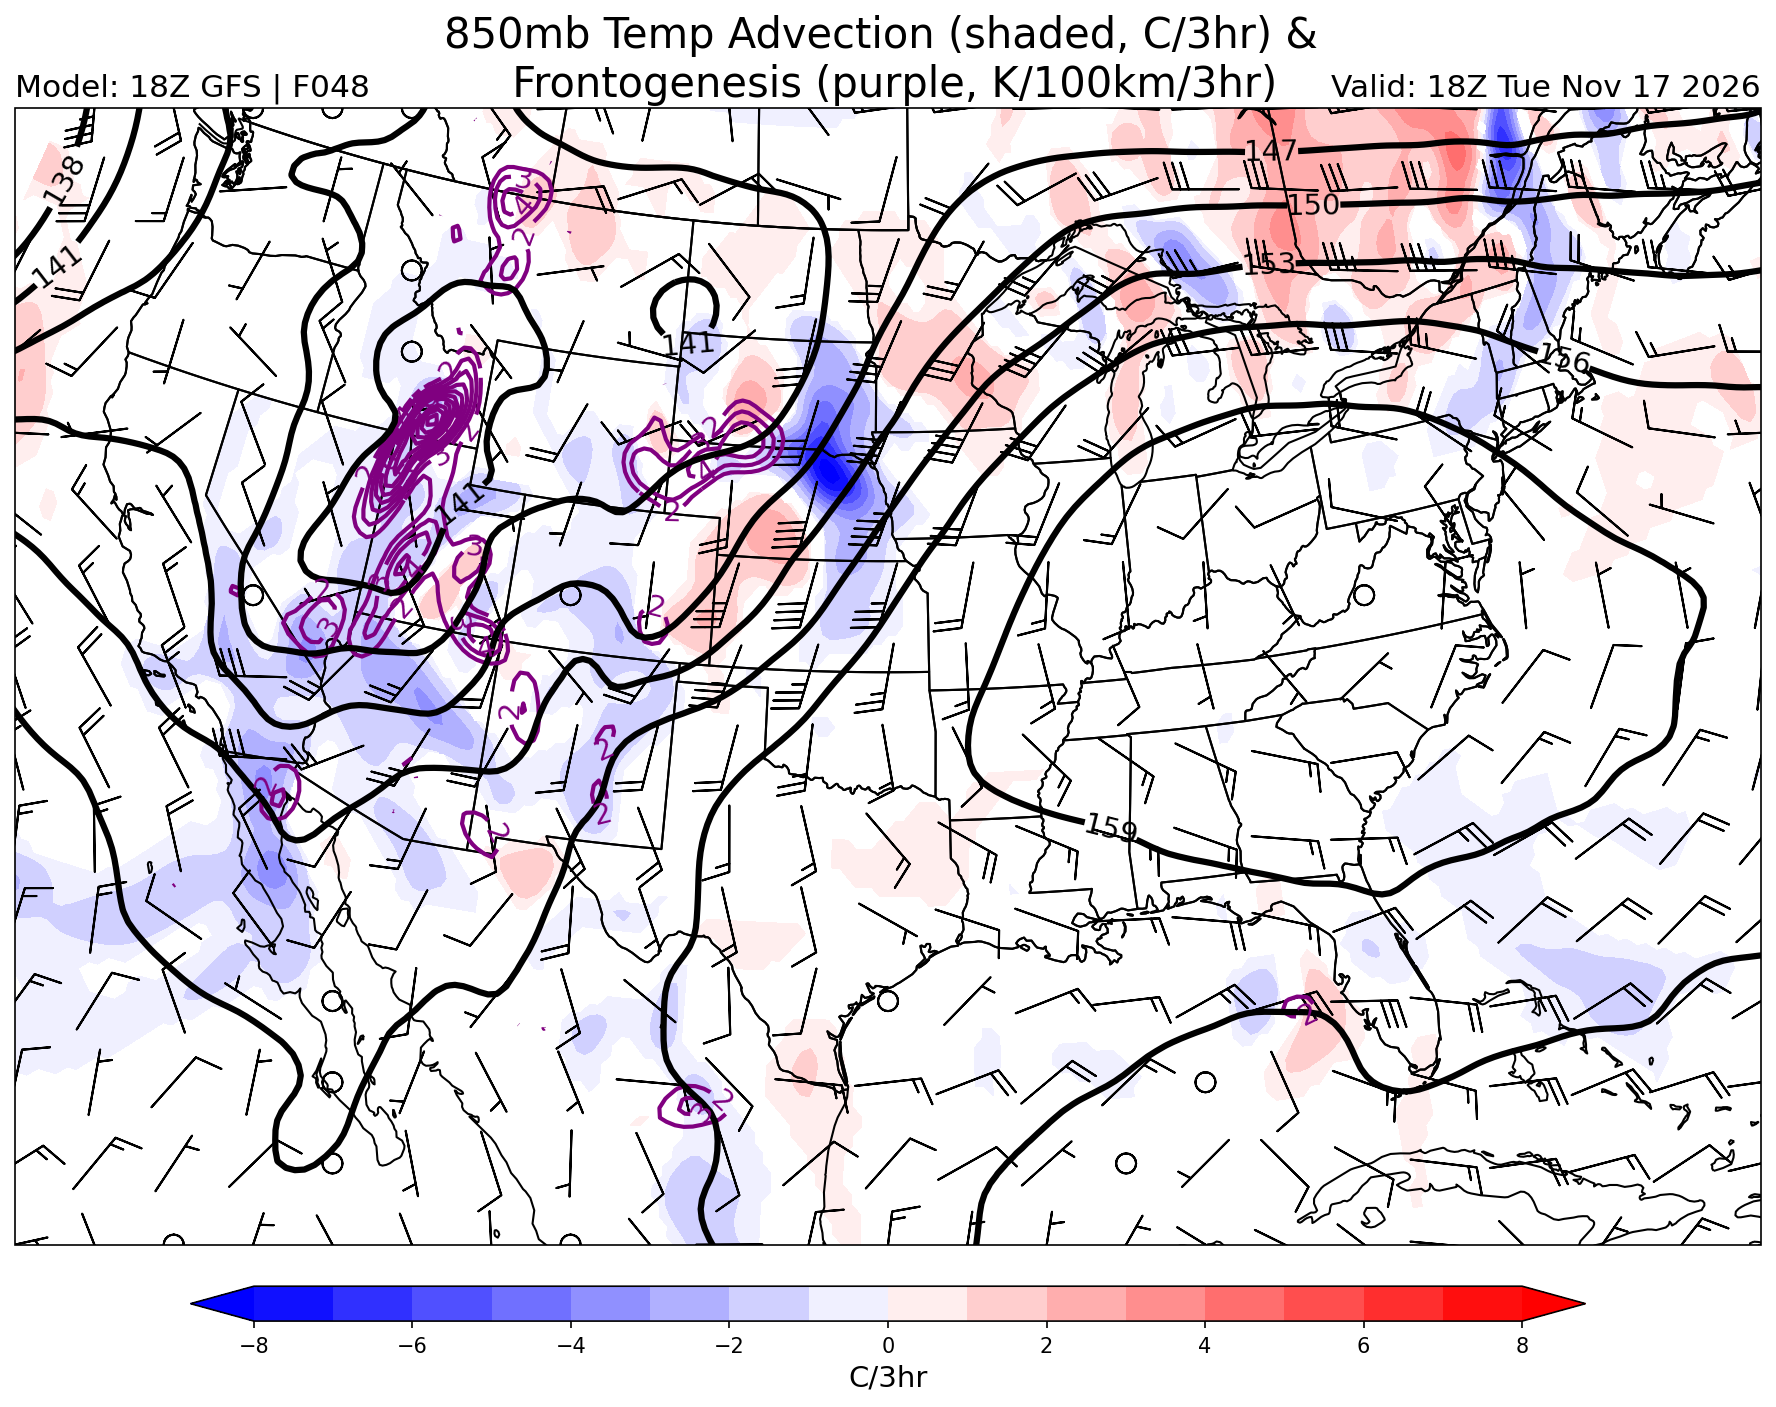 850mb Temp Advection (shaded, C/3hr) &
Model: 18Z GFS | F048
Frontogenesis (purple, K/100km/3hr)
Valid: 18Z Tue Nov 17 2026
138
141
147
150
153
156
141
141
159
−8 −6 −4 −2 0 2 4 6 8
C/3hr